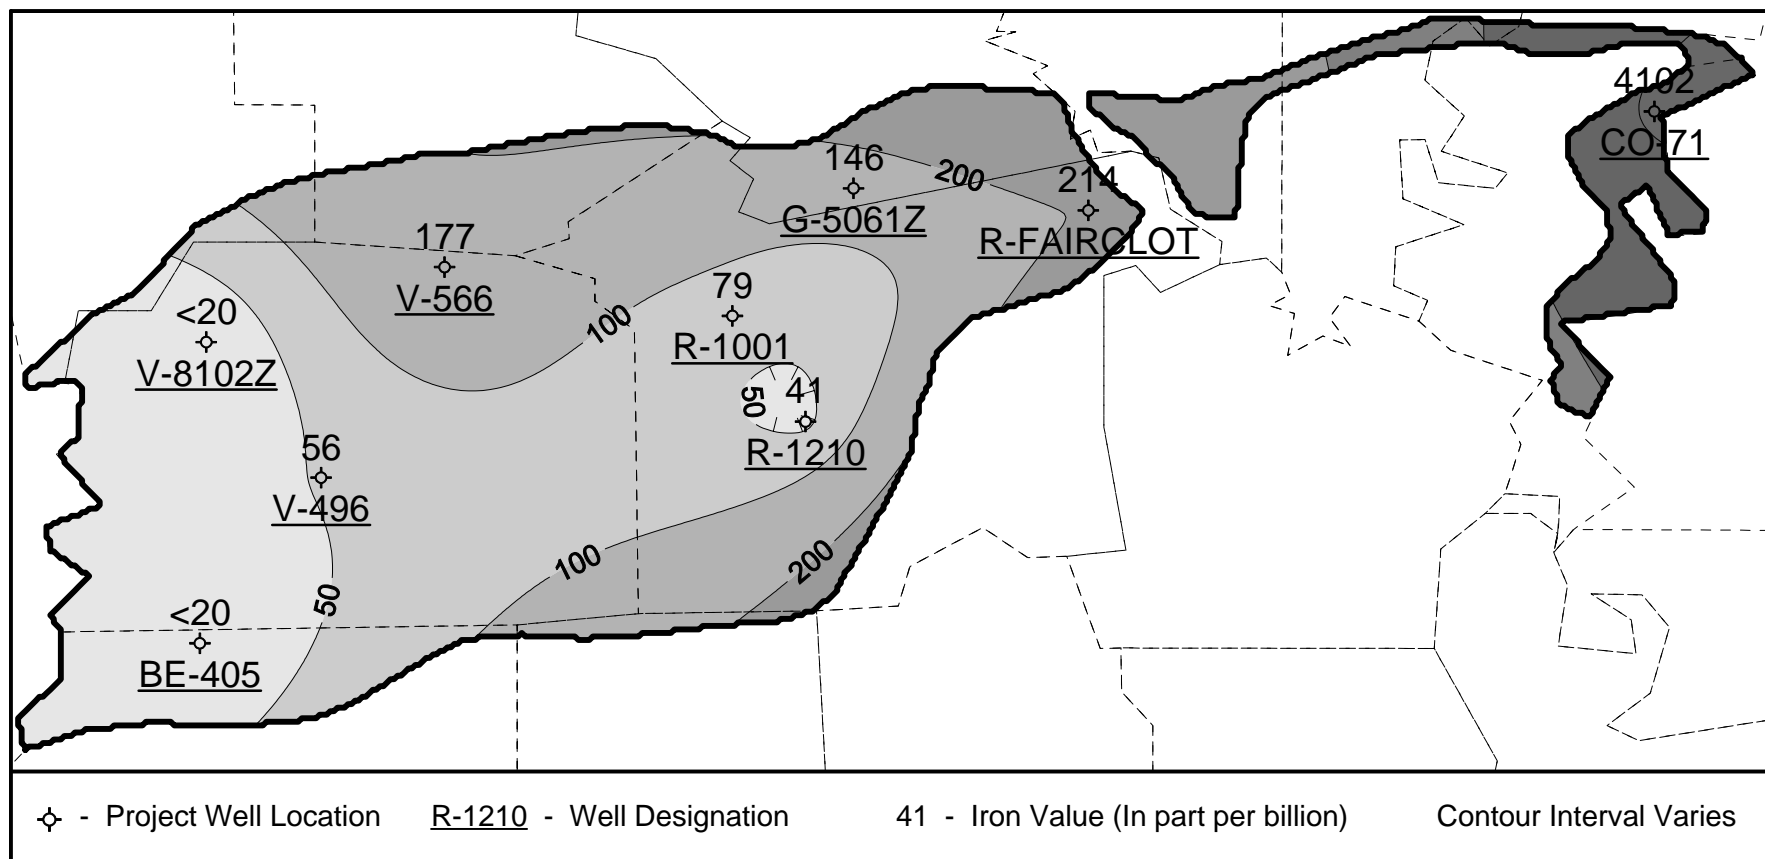 4102
CO-71
146
G-5061Z
200
214
R-FAIRCLOT
177
V-566
79
R-1001
100
<20
V-8102Z
50
41
R-1210
56
V-496
100
200
50
<20
BE-405
- Project Well Location
R-1210 - Well Designation
41 - Iron Value (In part per billion)
Contour Interval Varies